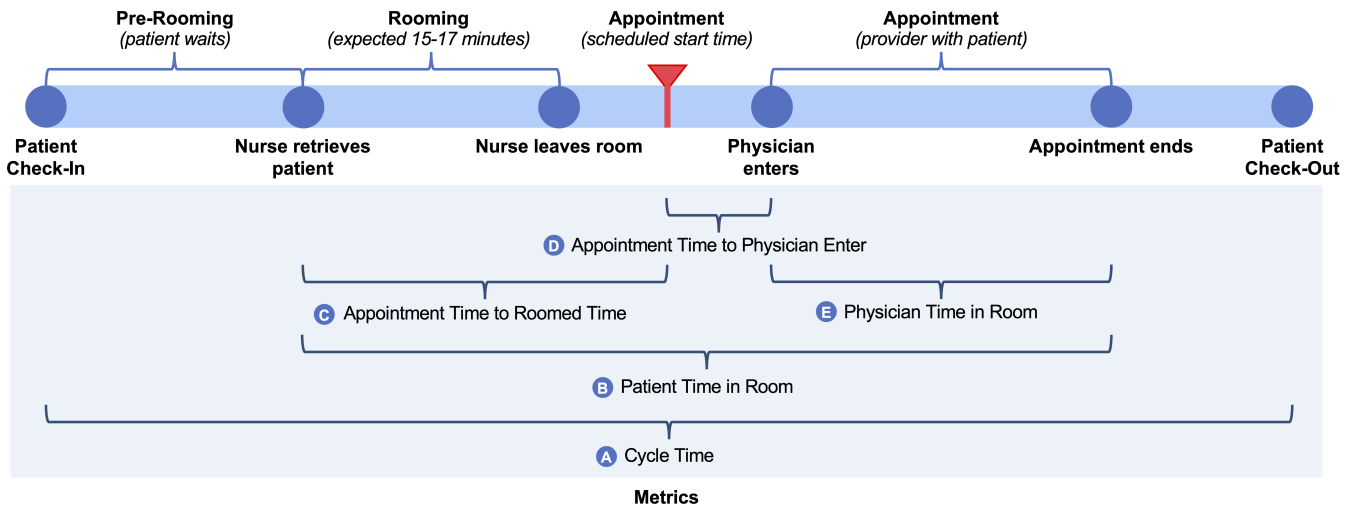 Pre-Rooming
(patient waits)
Rooming
(expected 15-17 minutes)
Appointment
(scheduled start time)
Appointment
(provider with patient)
Patient
Check-In
Nurse retrieves
patient
Nurse leaves room
Physician
enters
Appointment ends
Patient
Check-Out
D Appointment Time to Physician Enter
C Appointment Time to Roomed Time
E Physician Time in Room
B Patient Time in Room
A Cycle Time
Metrics